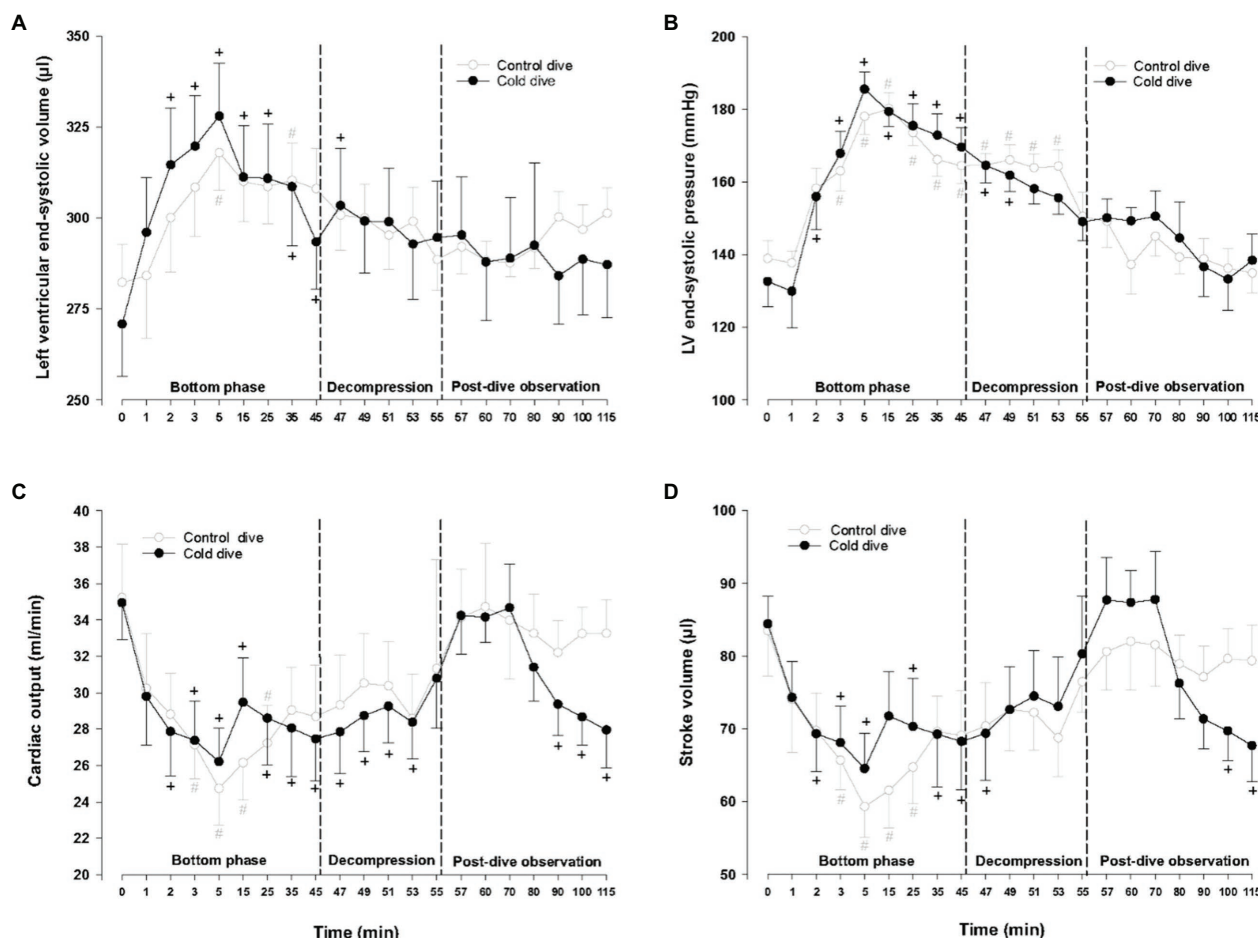 A
Left ventricular end-systolic volume (µl)
350
325
300
275
250
Control dive
Cold dive
+ + + + + + + + + +
# #
Bottom phase Decompression Post-dive observation
0 1 2 3 5 15 25 35 45 47 49 51 53 55 57 60 70 80 90 100 115
B
LV end-systolic pressure (mmHg)
200
180
160
140
120
100
Control dive
Cold dive
+ + + + + + + + +
# # # # # # # # # #
Bottom phase Decompression Post-dive observation
0 1 2 3 5 15 25 35 45 47 49 51 53 55 57 60 70 80 90 100 115
C
Cardiac output (ml/min)
40
38
36
34
32
30
28
26
24
22
20
Control dive
Cold dive
+ + + + + + + + + + + + + +
# # # #
Bottom phase Decompression Post-dive observation
0 1 2 3 5 15 25 35 45 47 49 51 53 55 57 60 70 80 90 100 115
Time (min)
D
Stroke volume (µl)
100
90
80
70
60
50
Control dive
Cold dive
+ + + + + + + + +
# # # #
Bottom phase Decompression Post-dive observation
0 1 2 3 5 15 25 35 45 47 49 51 53 55 57 60 70 80 90 100 115
Time (min)